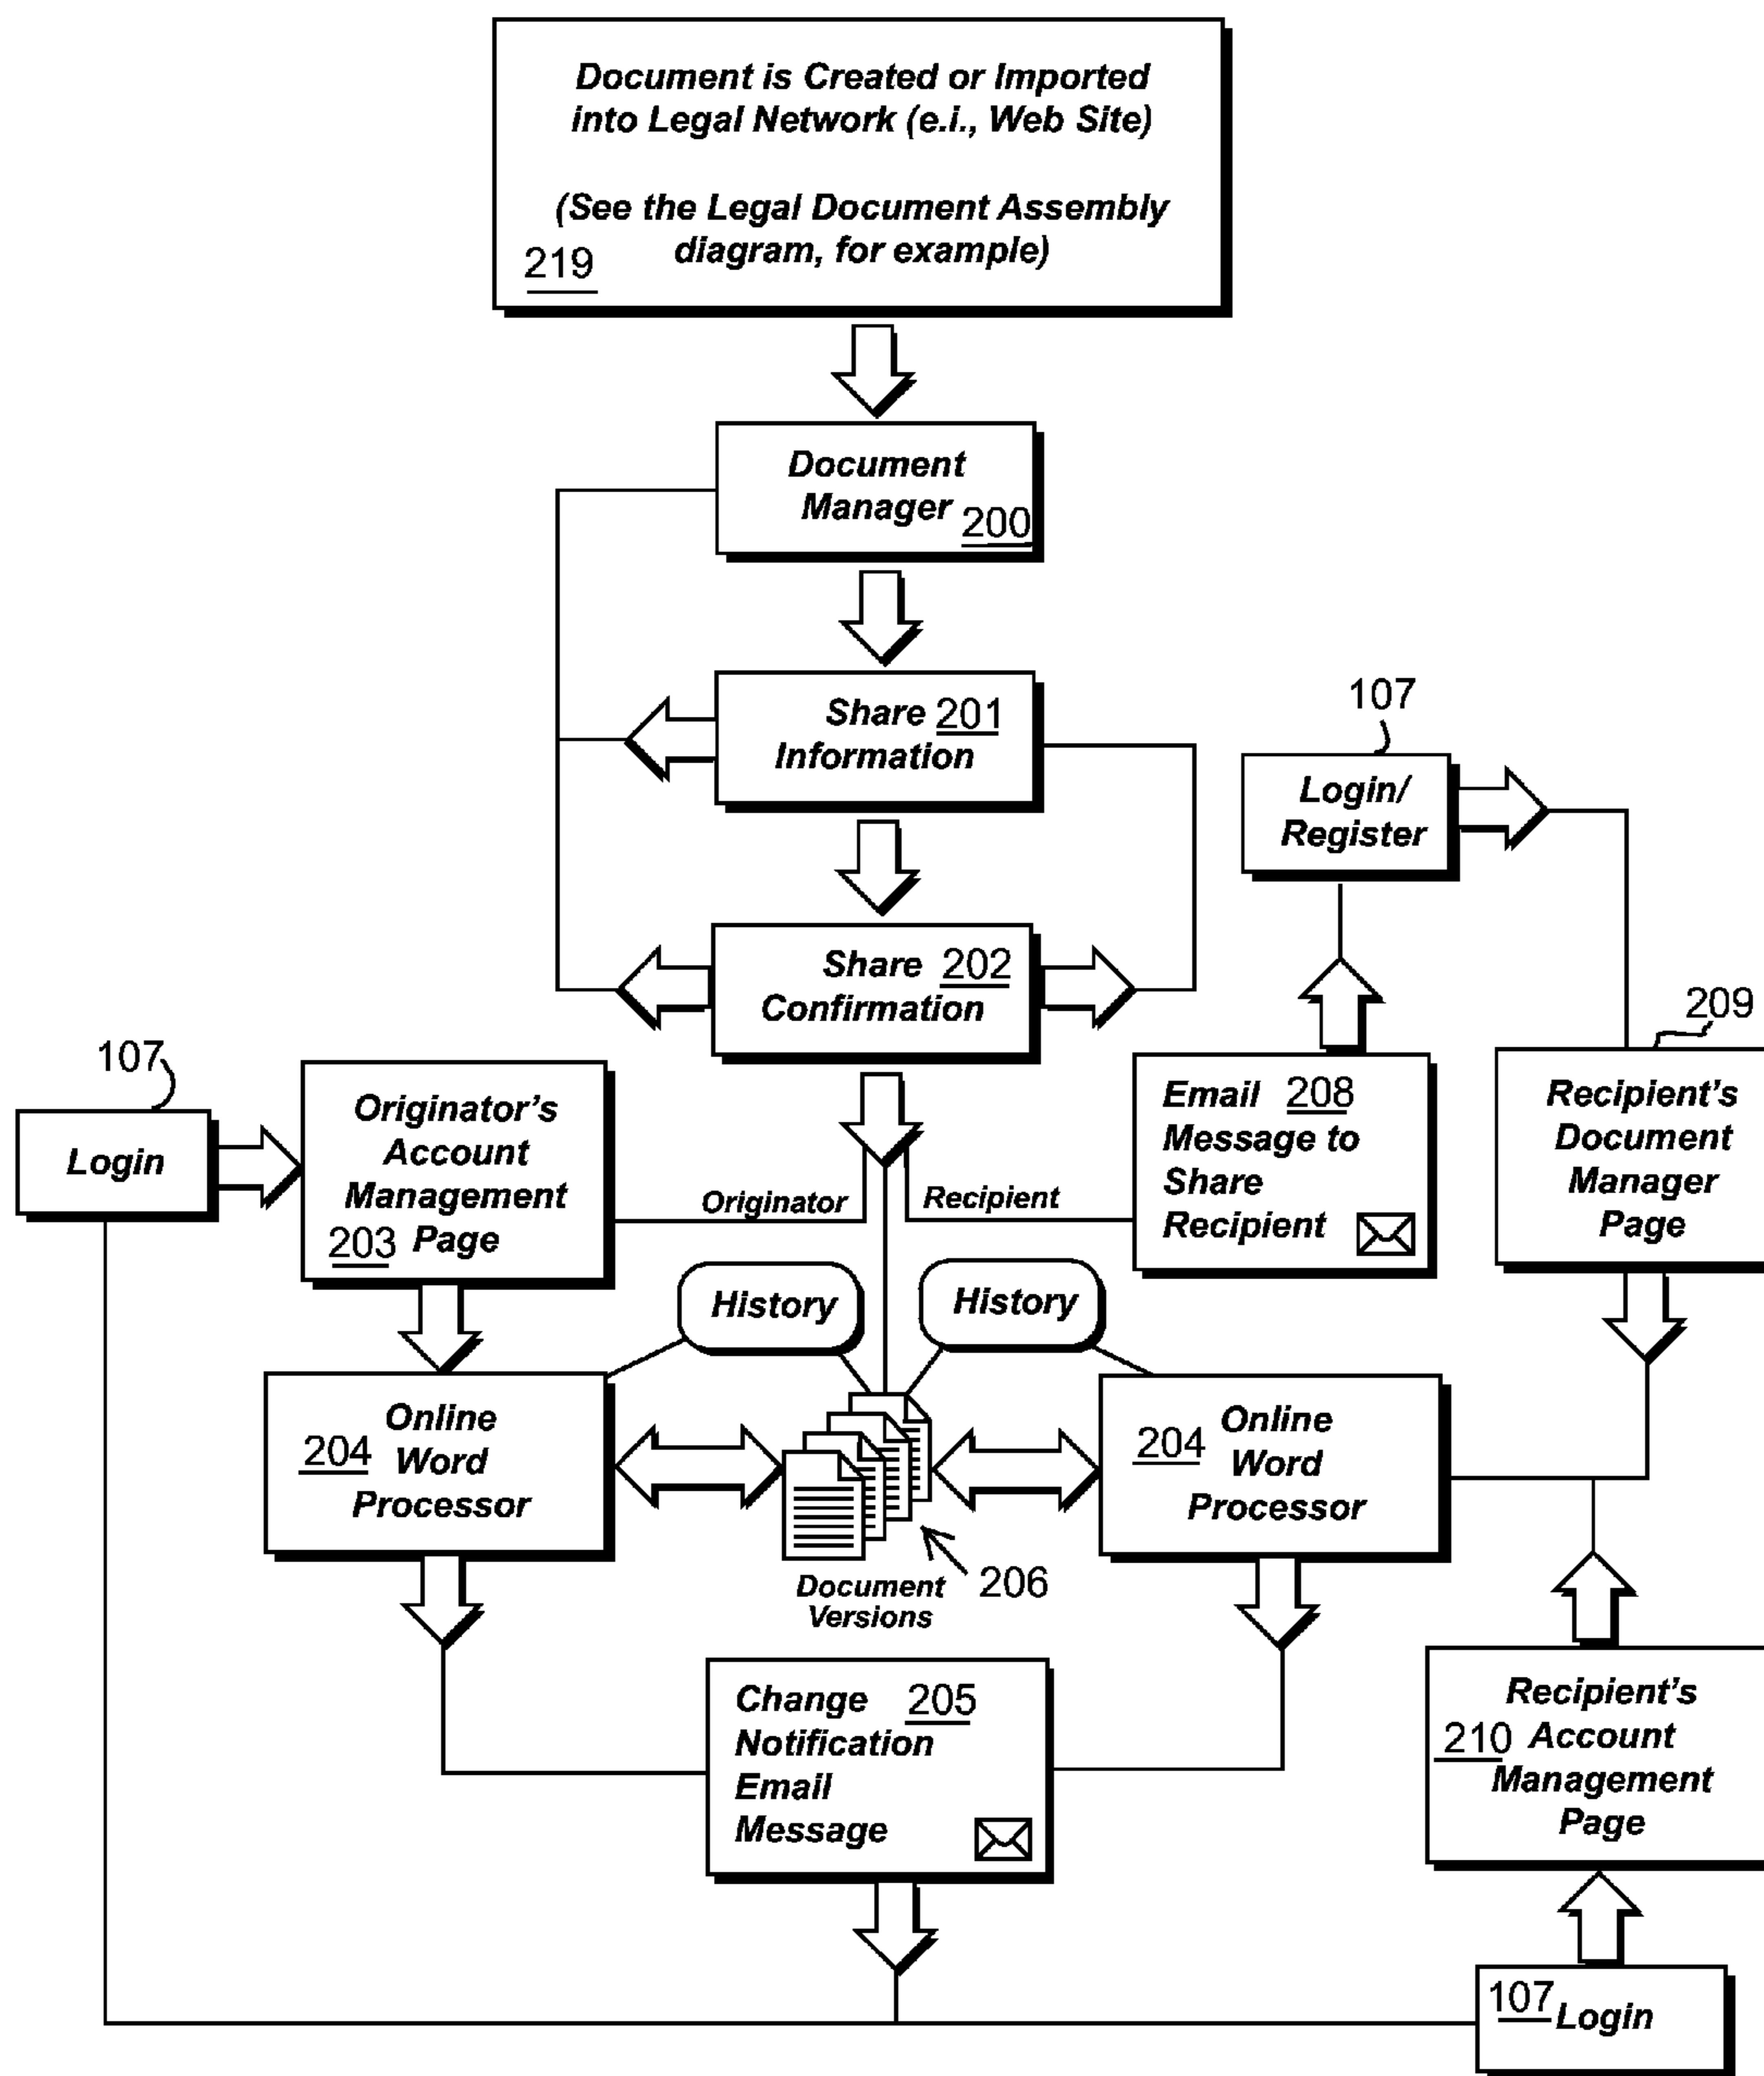 Document is Created or Imported
into Legal Network (e.i., Web Site)
(See the Legal Document Assembly
diagram, for example)
219
Document
Manager
200
Share 201
Information
107
Login/
Register
Share 202
Confirmation
209
107
Login
Originator's
Account
Management
203 Page
Originator
Recipient
Email 208
Message to
Share
Recipient
Recipient's
Document
Manager
Page
History
History
204 Online
Word
Processor
204 Online
Word
Processor
206
Document
Versions
Change 205
Notification
Email
Message
Recipient's
210 Account
Management
Page
107 Login